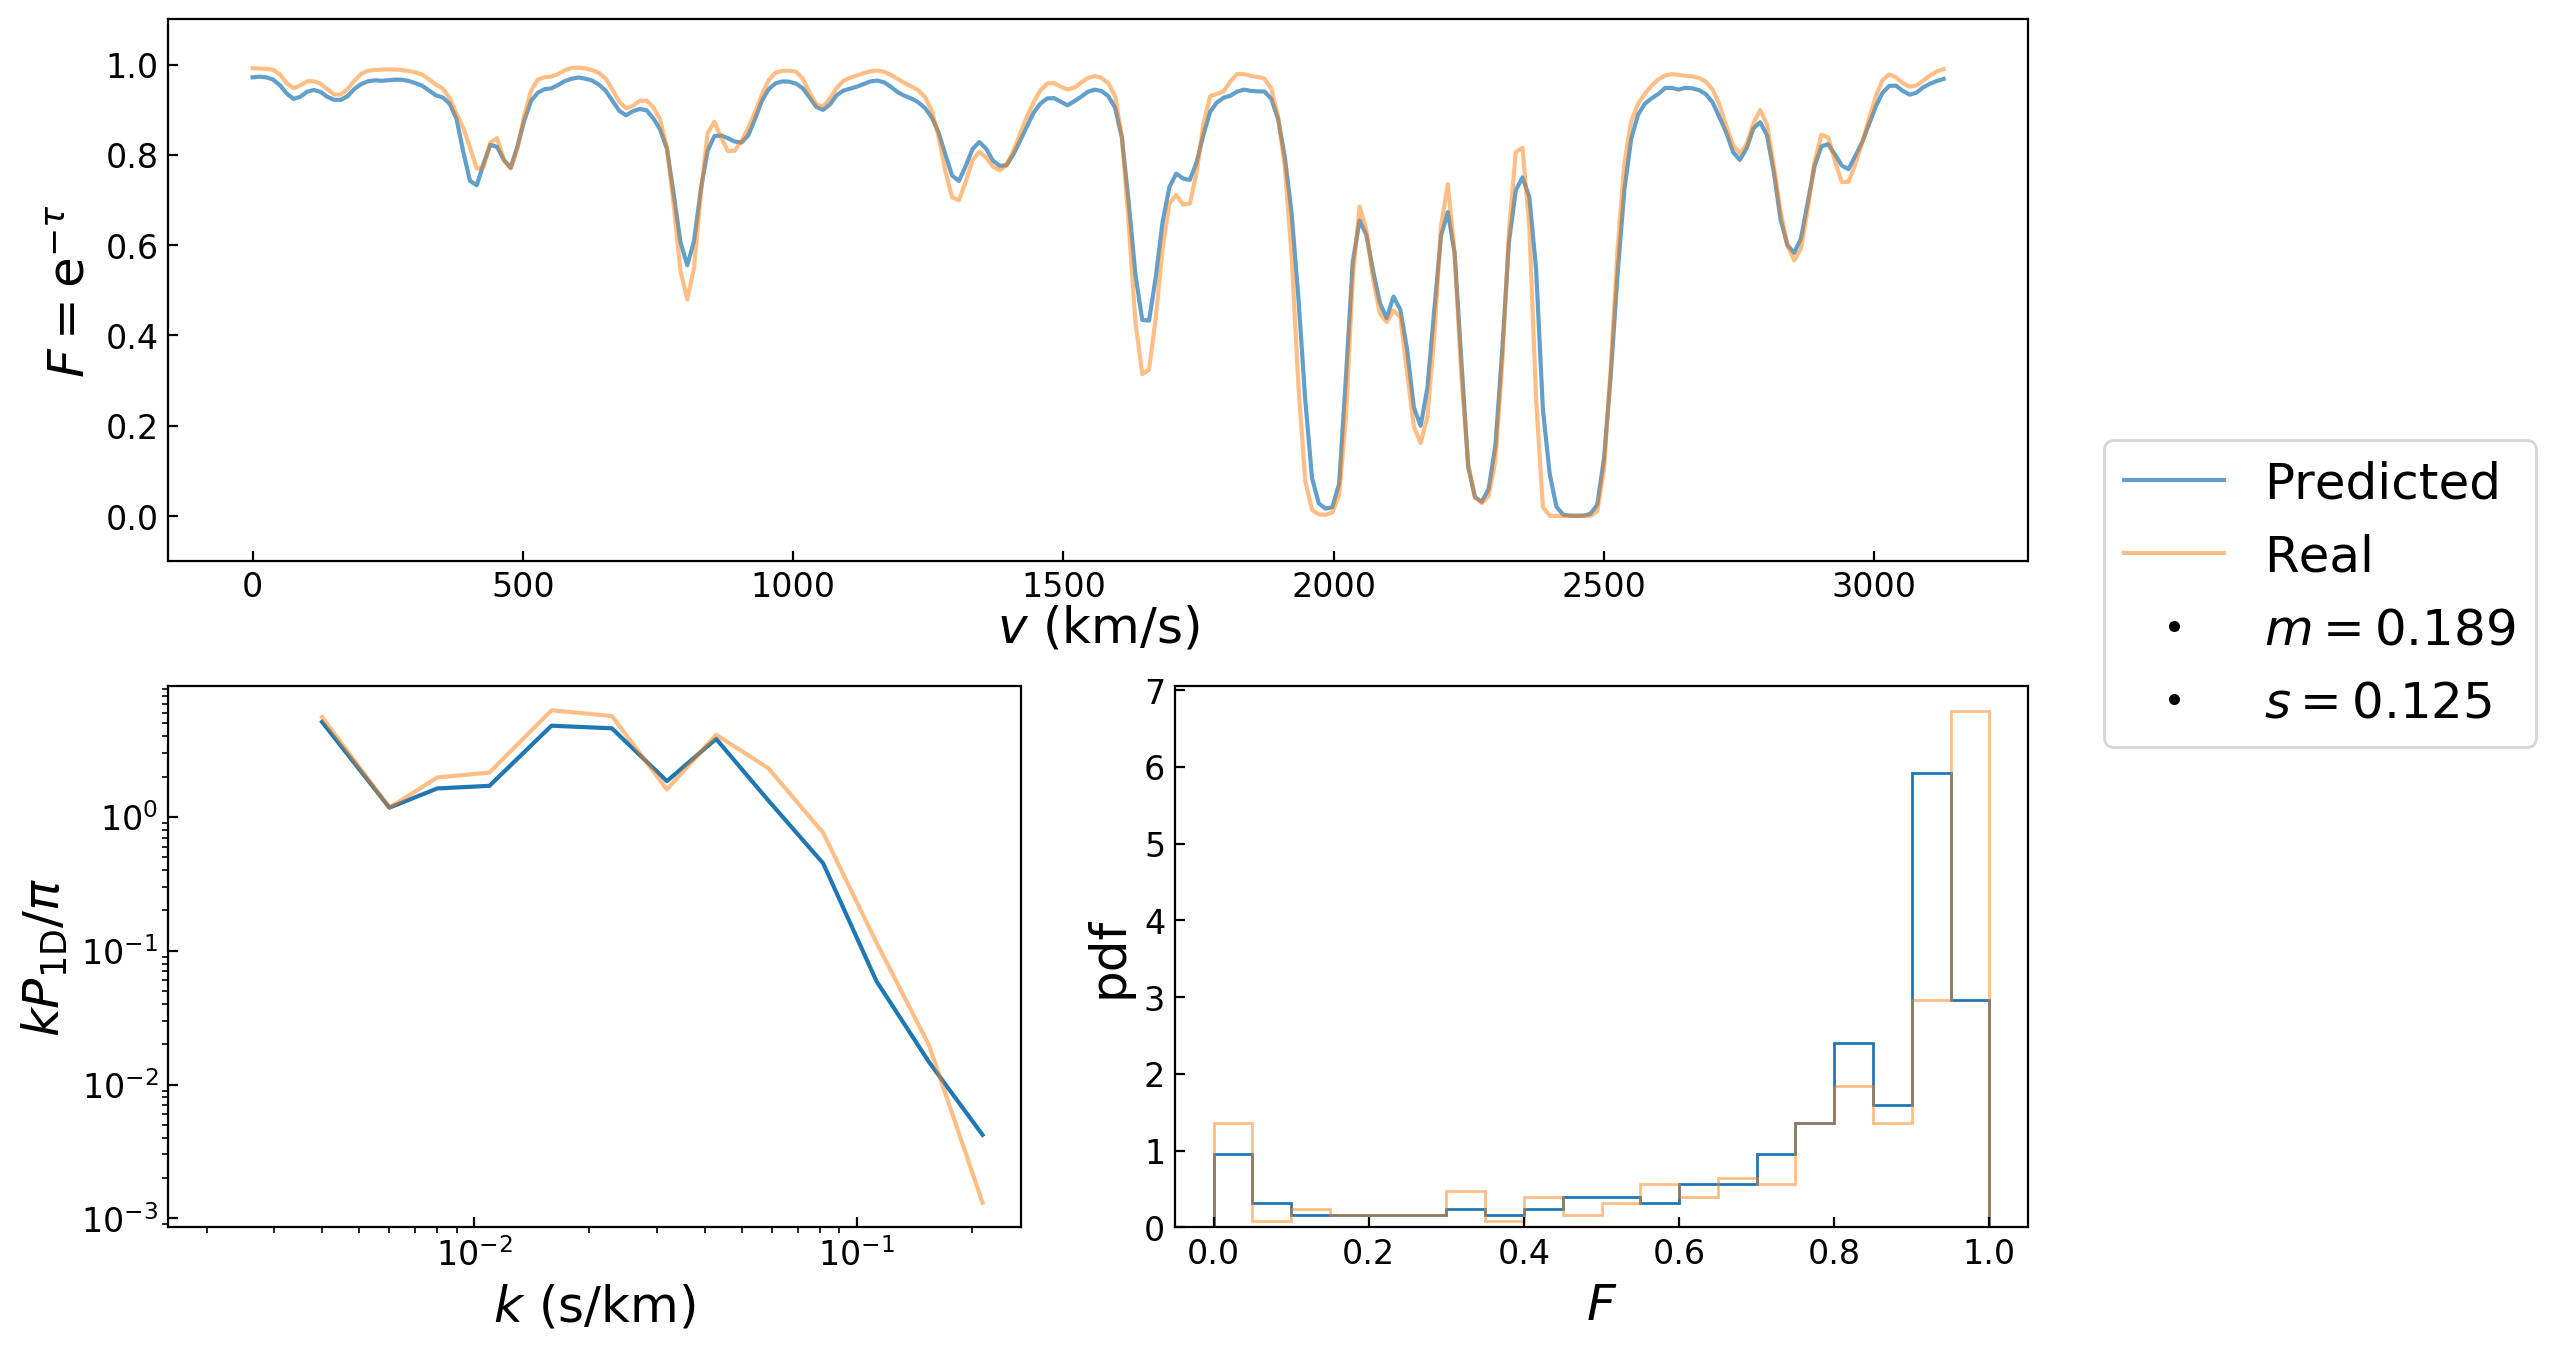 1.0
0.8
0.6
0.4
0.2
0.0
F = e^{−τ}
0 500 1000 1500 2000 2500 3000
v (km/s)
Predicted
Real
m = 0.189
s = 0.125
10^0
10^{−1}
10^{−2}
10^{−3}
kP_{1D}/π
10^{−2} 10^{−1}
k (s/km)
7
6
5
4
3
2
1
0
pdf
0.0 0.2 0.4 0.6 0.8 1.0
F